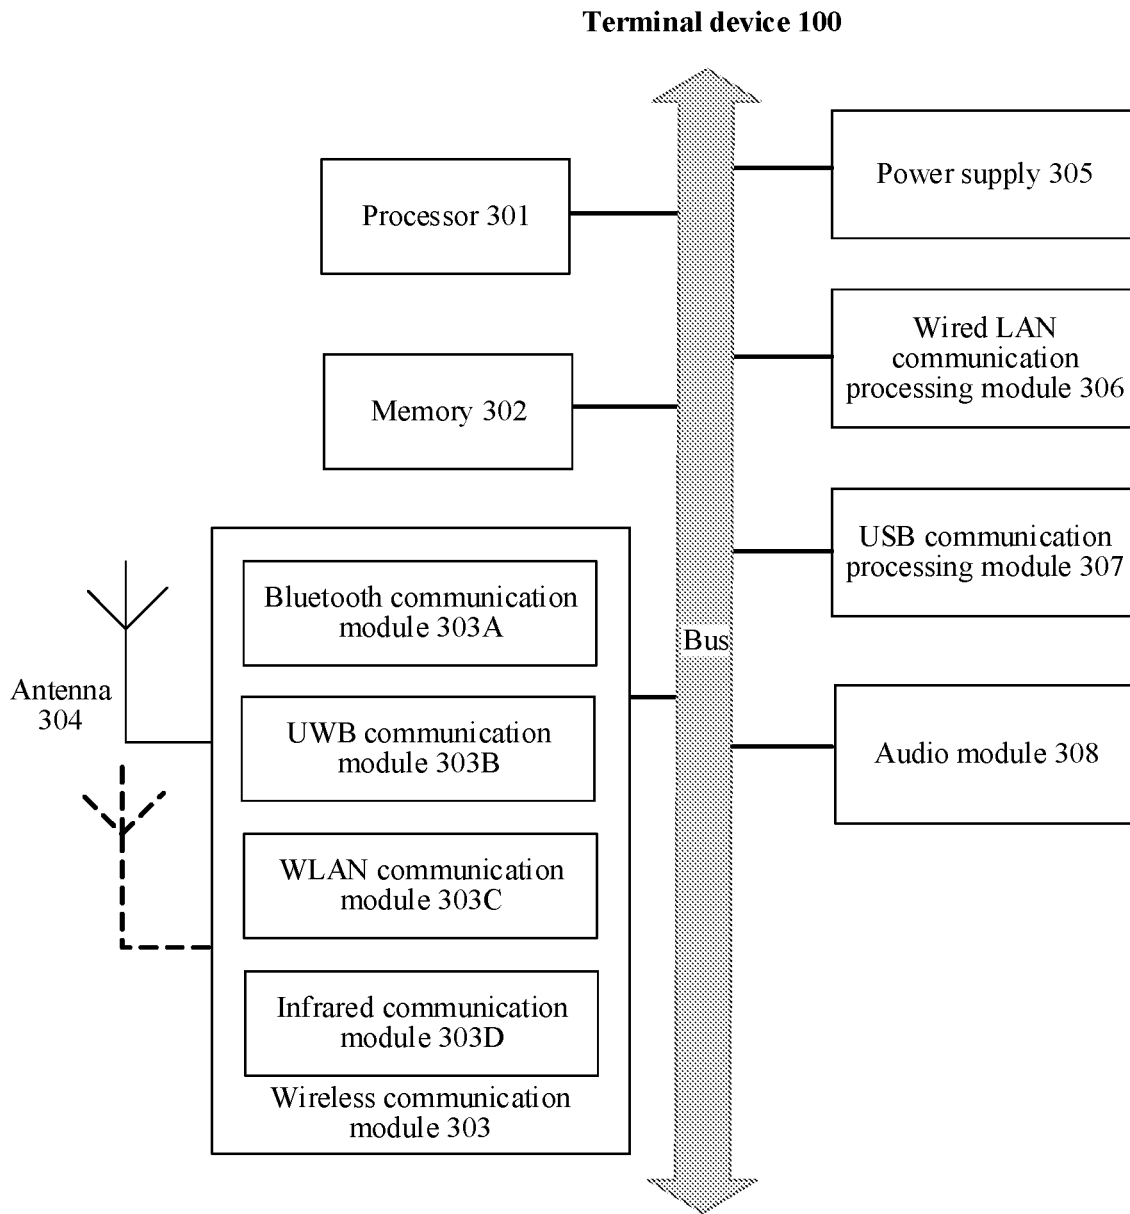 Terminal device 100
Processor 301
Memory 302
Bluetooth communication
module 303A
UWB communication
module 303B
WLAN communication
module 303C
Infrared communication
module 303D
Wireless communication
module 303
Antenna
304
Bus
Power supply 305
Wired LAN
communication
processing module 306
USB communication
processing module 307
Audio module 308